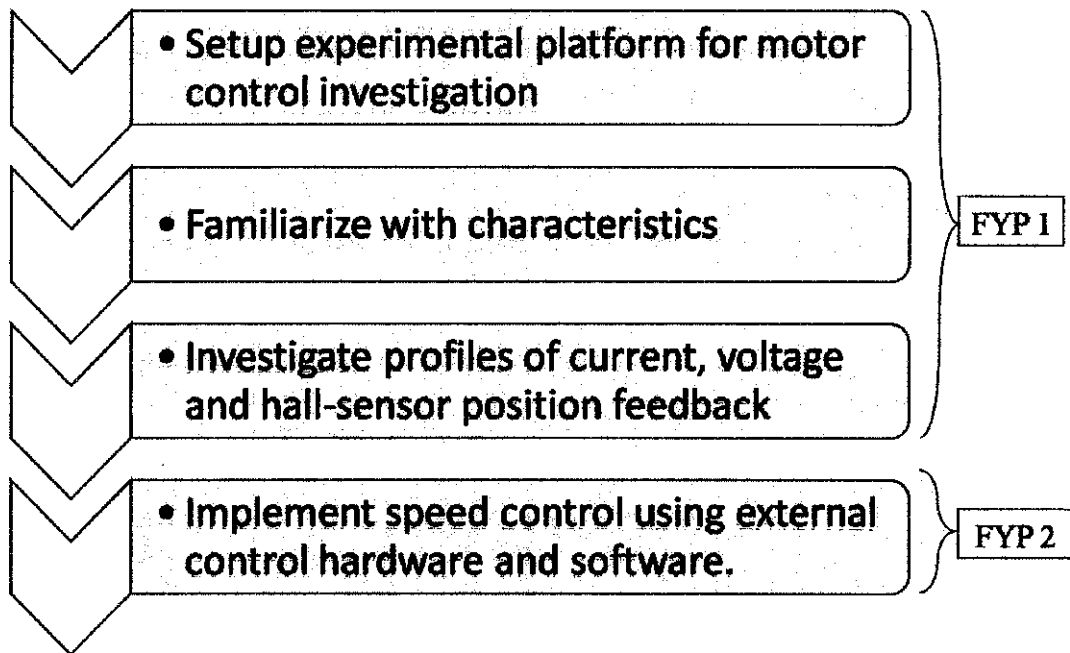 • Setup experimental platform for motor
control investigation
• Familiarize with characteristics
FYP 1
• Investigate profiles of current, voltage
and hall-sensor position feedback
• Implement speed control using external
control hardware and software.
FYP 2